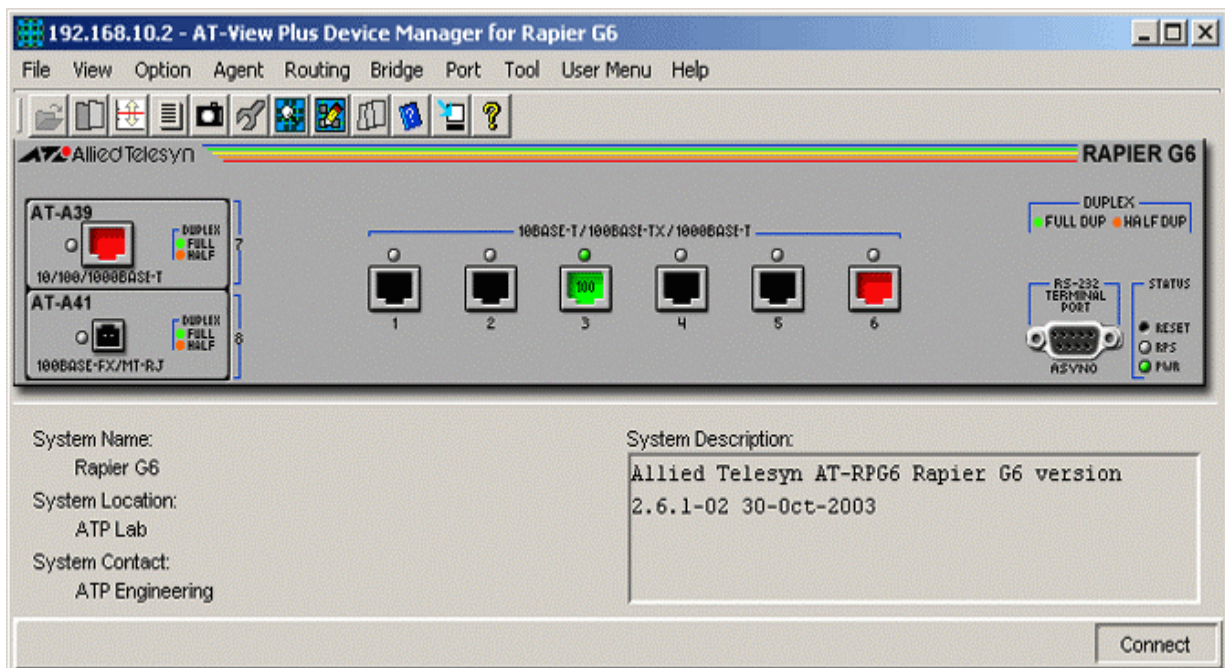 192.168.10.2 - AT-View Plus Device Manager for Rapier G6
File View Option Agent Routing Bridge Port Tool User Menu Help
Allied Telesyn
RAPIER G6
AT-A39
DUPLEX
FULL
HALF
7
10/100/1000BASE-T
AT-A41
DUPLEX
FULL
HALF
8
100BASE-FX/MT-RJ
10BASE-T/100BASE-TX/1000BASE-T
100
1 2 3 4 5 6
DUPLEX
FULL DUP HALF DUP
RS-232
TERMINAL
PORT
ASYN0
STATUS
RESET
RPS
PWR
System Name:
Rapier G6
System Location:
ATP Lab
System Contact:
ATP Engineering
System Description:
Allied Telesyn AT-RPG6 Rapier G6 version
2.6.1-02 30-Oct-2003
Connect